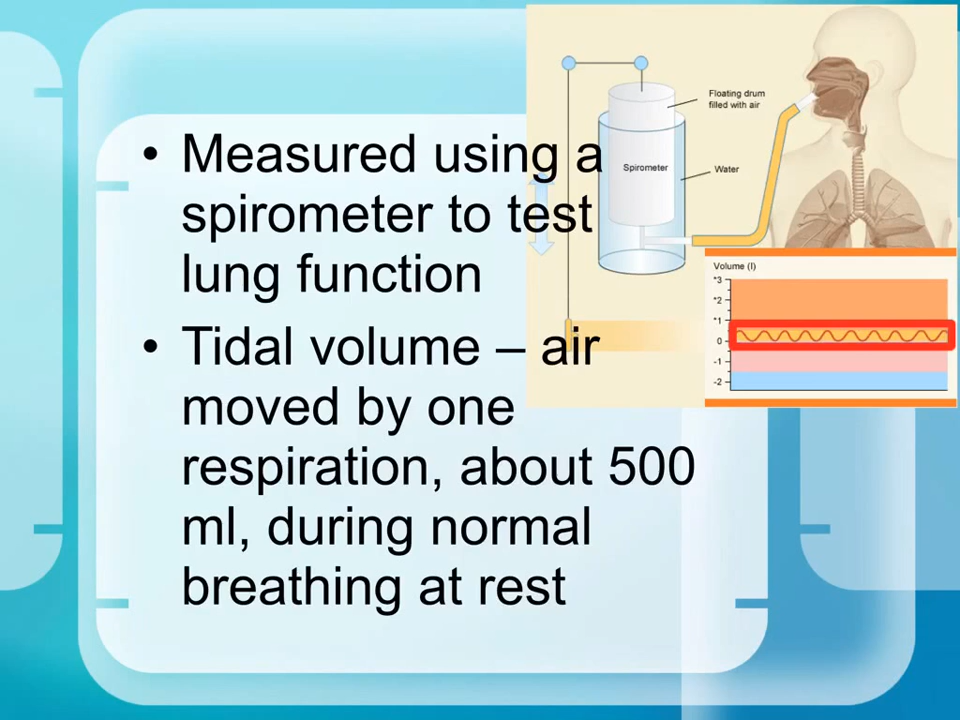 • Measured using a
spirometer to test
lung function
• Tidal volume – air
moved by one
respiration, about 500
ml, during normal
breathing at rest
Floating drum
filled with air
Spirometer
Water
Volume (l)
*3
*2
*1
0
-1
-2